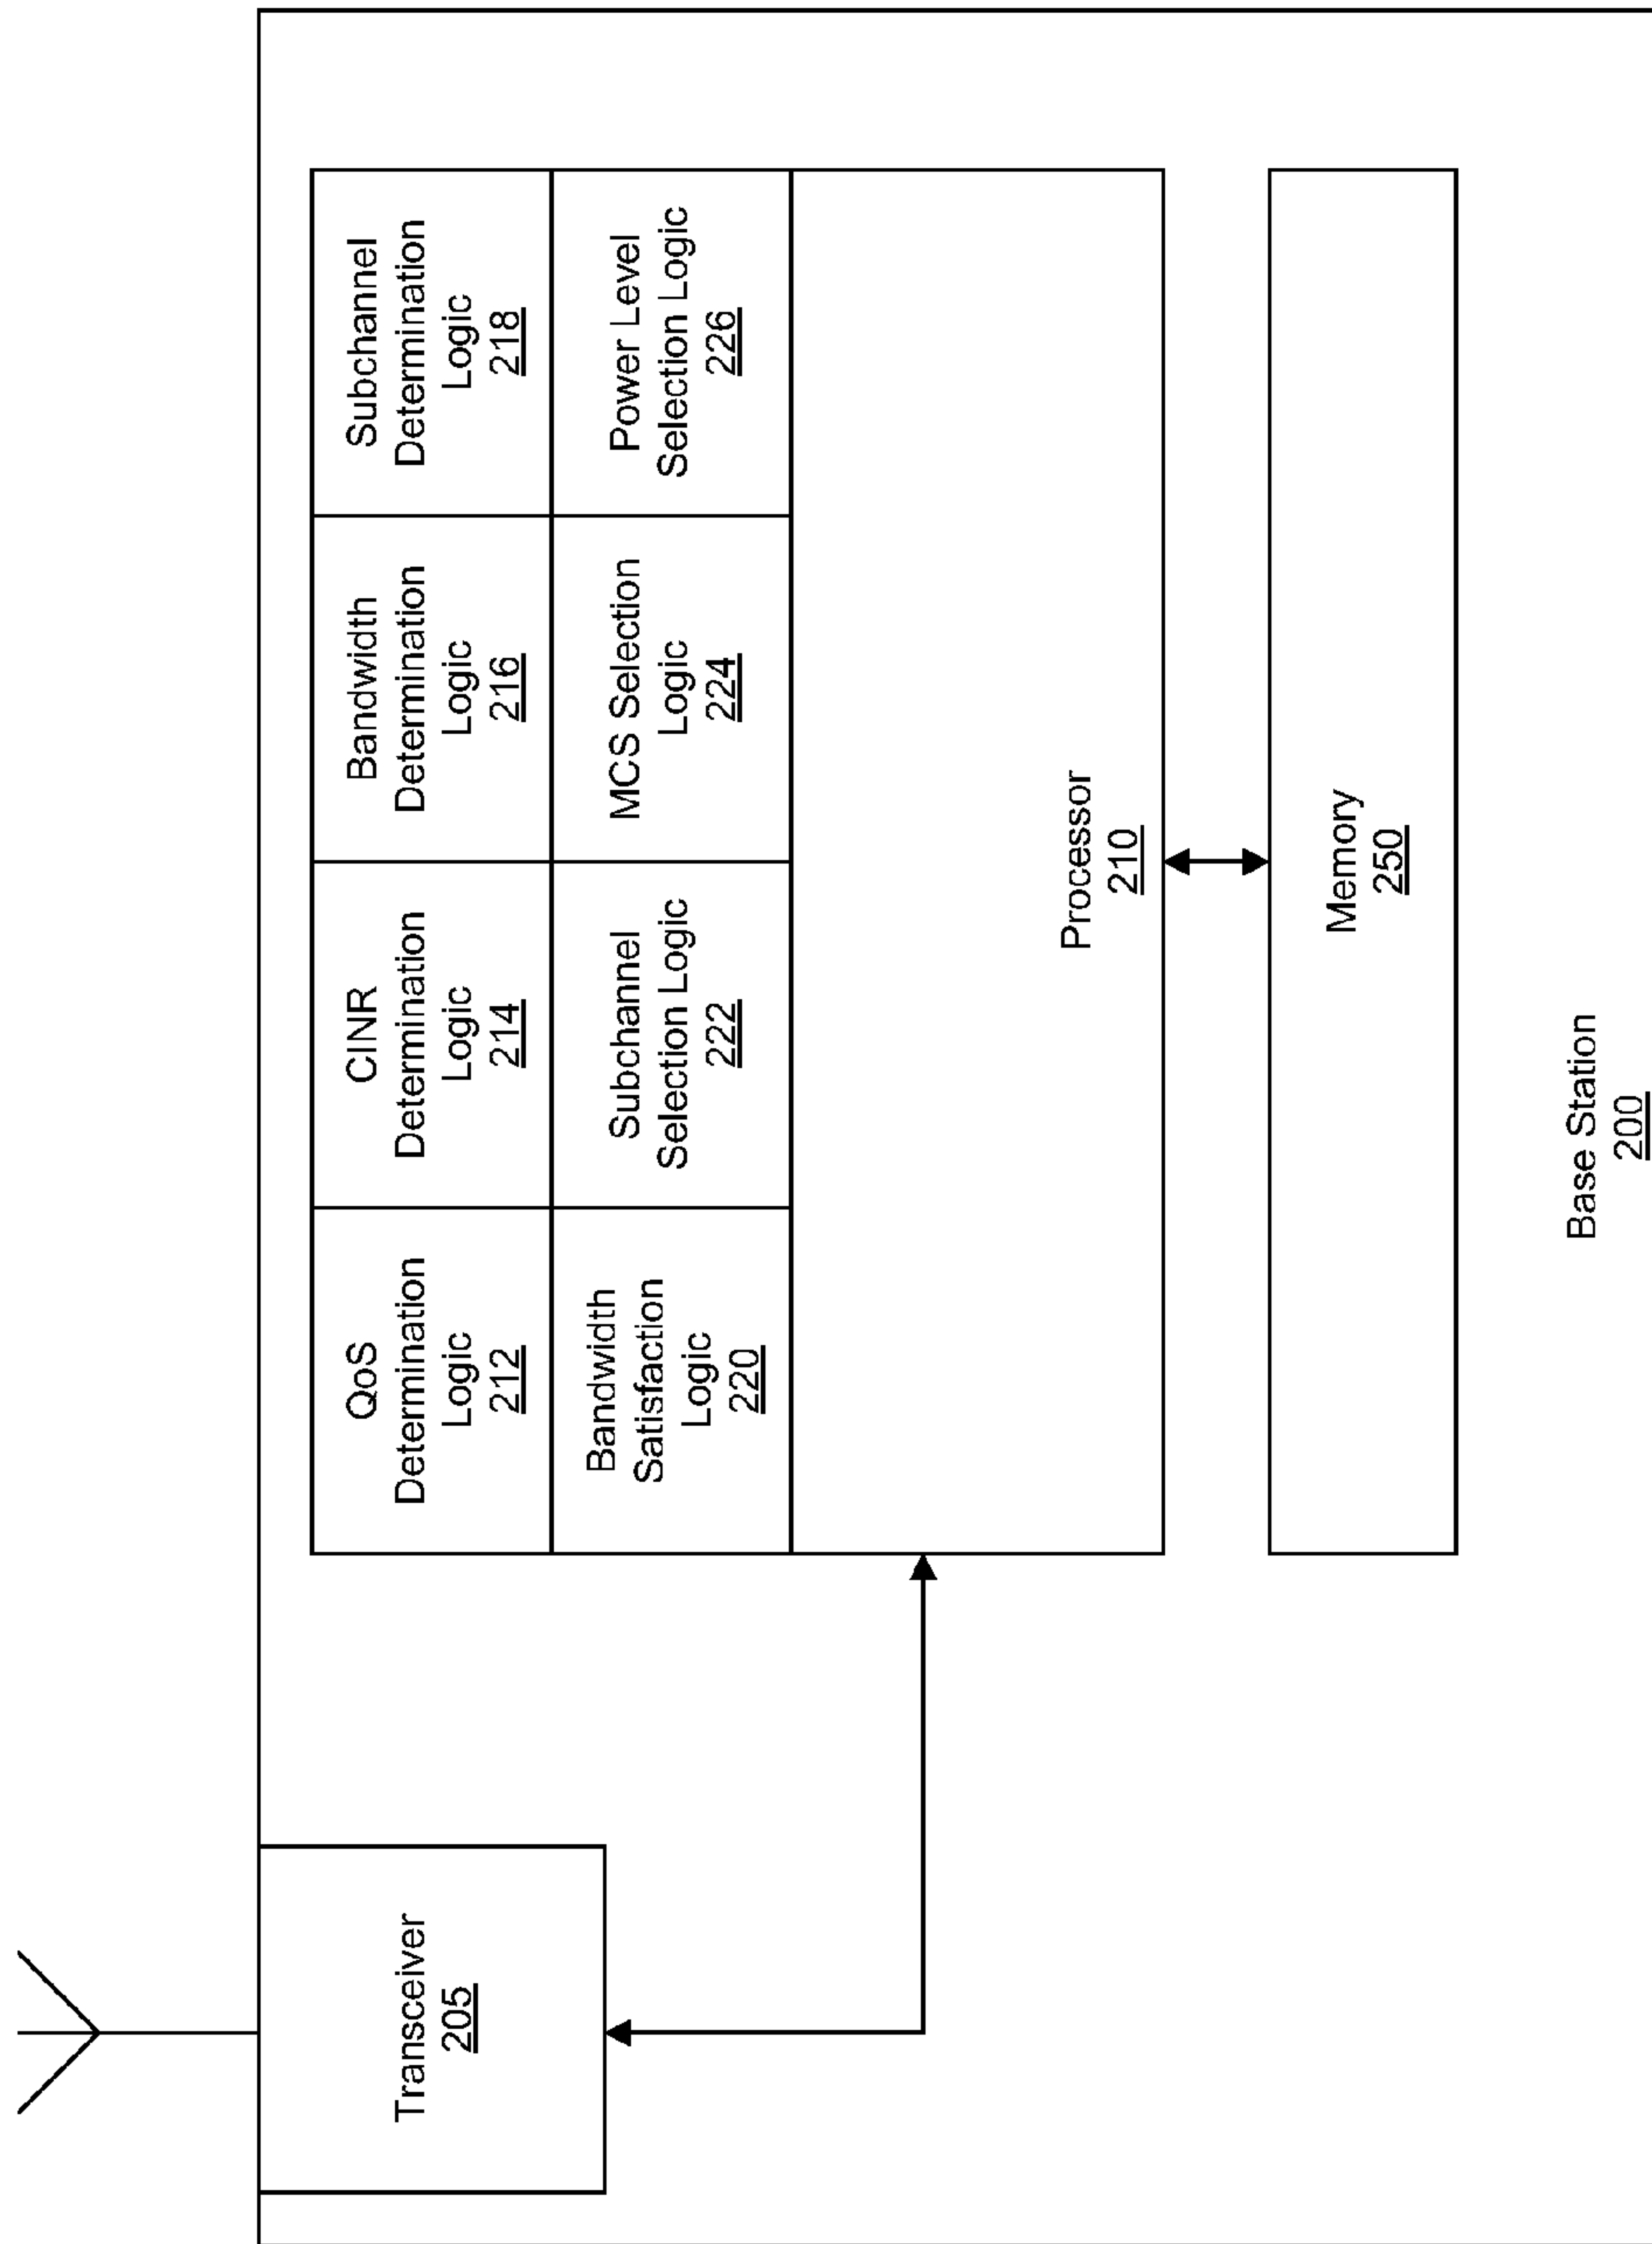 Transceiver
205
QoS
Determination
Logic
212
CINR
Determination
Logic
214
Bandwidth
Determination
Logic
216
Subchannel
Determination
Logic
218
Bandwidth
Satisfaction
Logic
220
Subchannel
Selection Logic
222
MCS Selection
Logic
224
Power Level
Selection Logic
226
Processor
210
Memory
250
Base Station
200